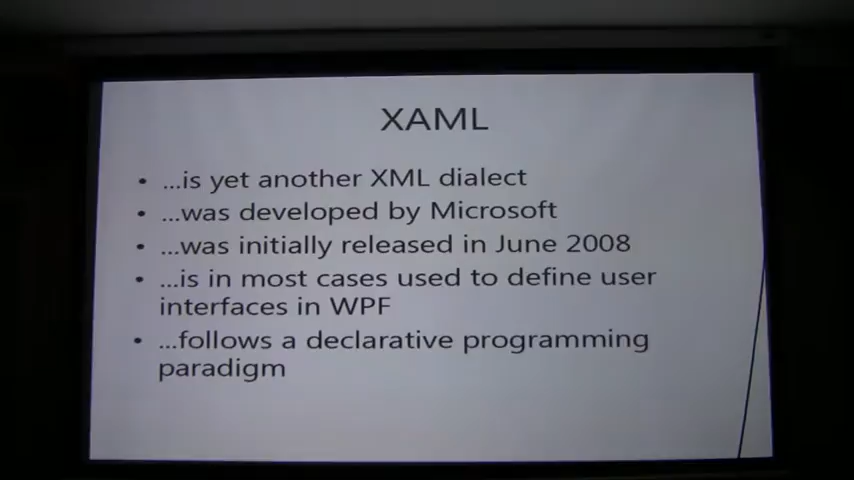 XAML
• ...is yet another XML dialect
• ...was developed by Microsoft
• ...was initially released in June 2008
• ...is in most cases used to define user
interfaces in WPF
• ...follows a declarative programming
paradigm